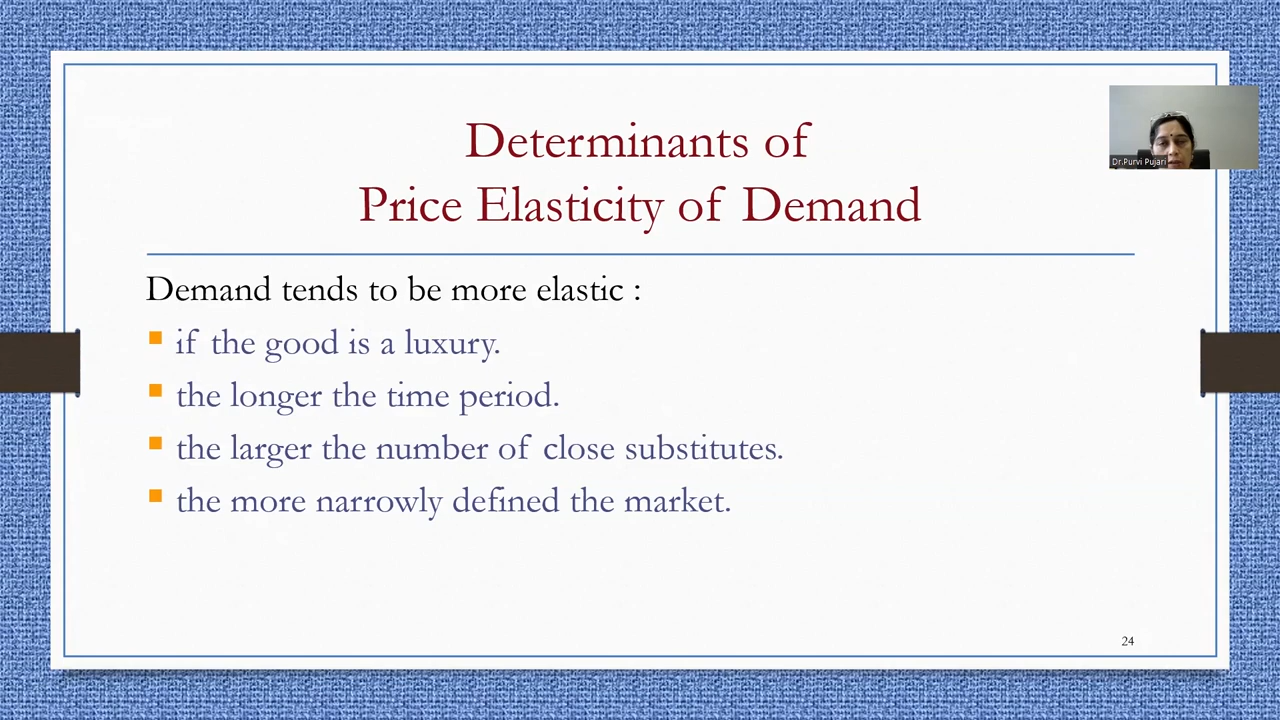 Determinants of
Price Elasticity of Demand
Dr.Purvi Pujari
Demand tends to be more elastic :
if the good is a luxury.
the longer the time period.
the larger the number of close substitutes.
the more narrowly defined the market.
24